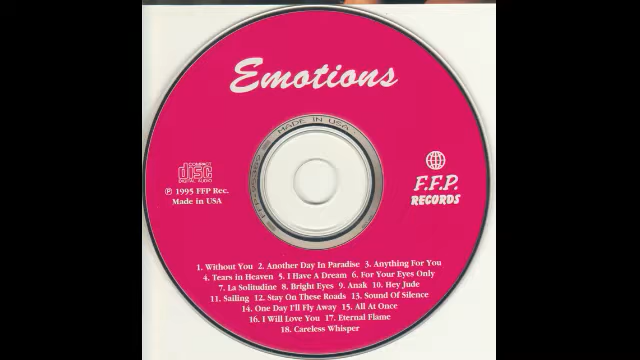 Emotions
MADE IN USA
COMPACT
disc
DIGITAL AUDIO
℗ 1995 FFP Rec.
Made in USA
F.F.P.
RECORDS
1. Without You 2. Another Day In Paradise 3. Anything For You
4. Tears in Heaven 5. I Have A Dream 6. For Your Eyes Only
7. La Solitudine 8. Bright Eyes 9. Anak 10. Hey Jude
11. Sailing 12. Stay On These Roads 13. Sound Of Silence
14. One Day I'll Fly Away 15. All At Once
16. I Will Love You 17. Eternal Flame
18. Careless Whisper